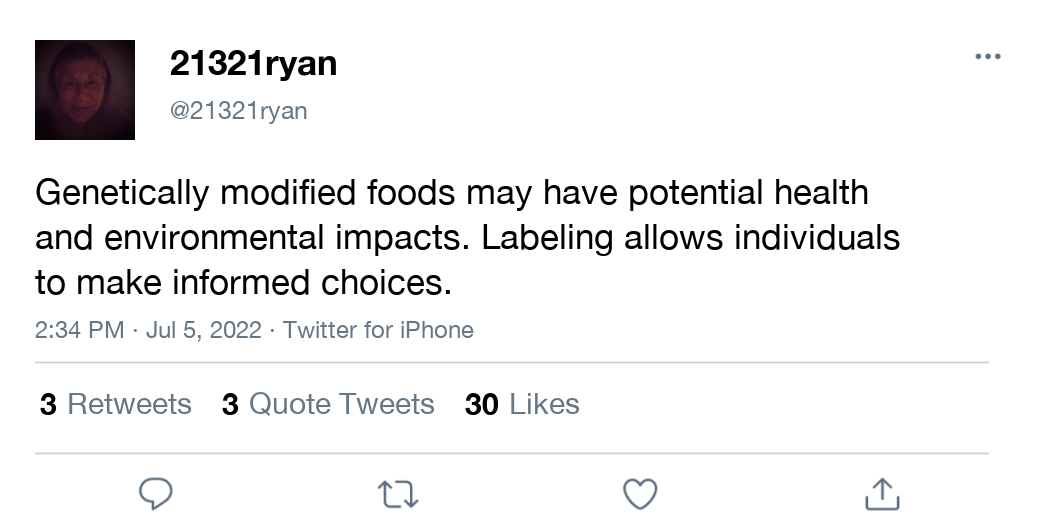 21321ryan
@21321ryan
Genetically modified foods may have potential health
and environmental impacts. Labeling allows individuals
to make informed choices.
2:34 PM · Jul 5, 2022 · Twitter for iPhone
3 Retweets 3 Quote Tweets 30 Likes